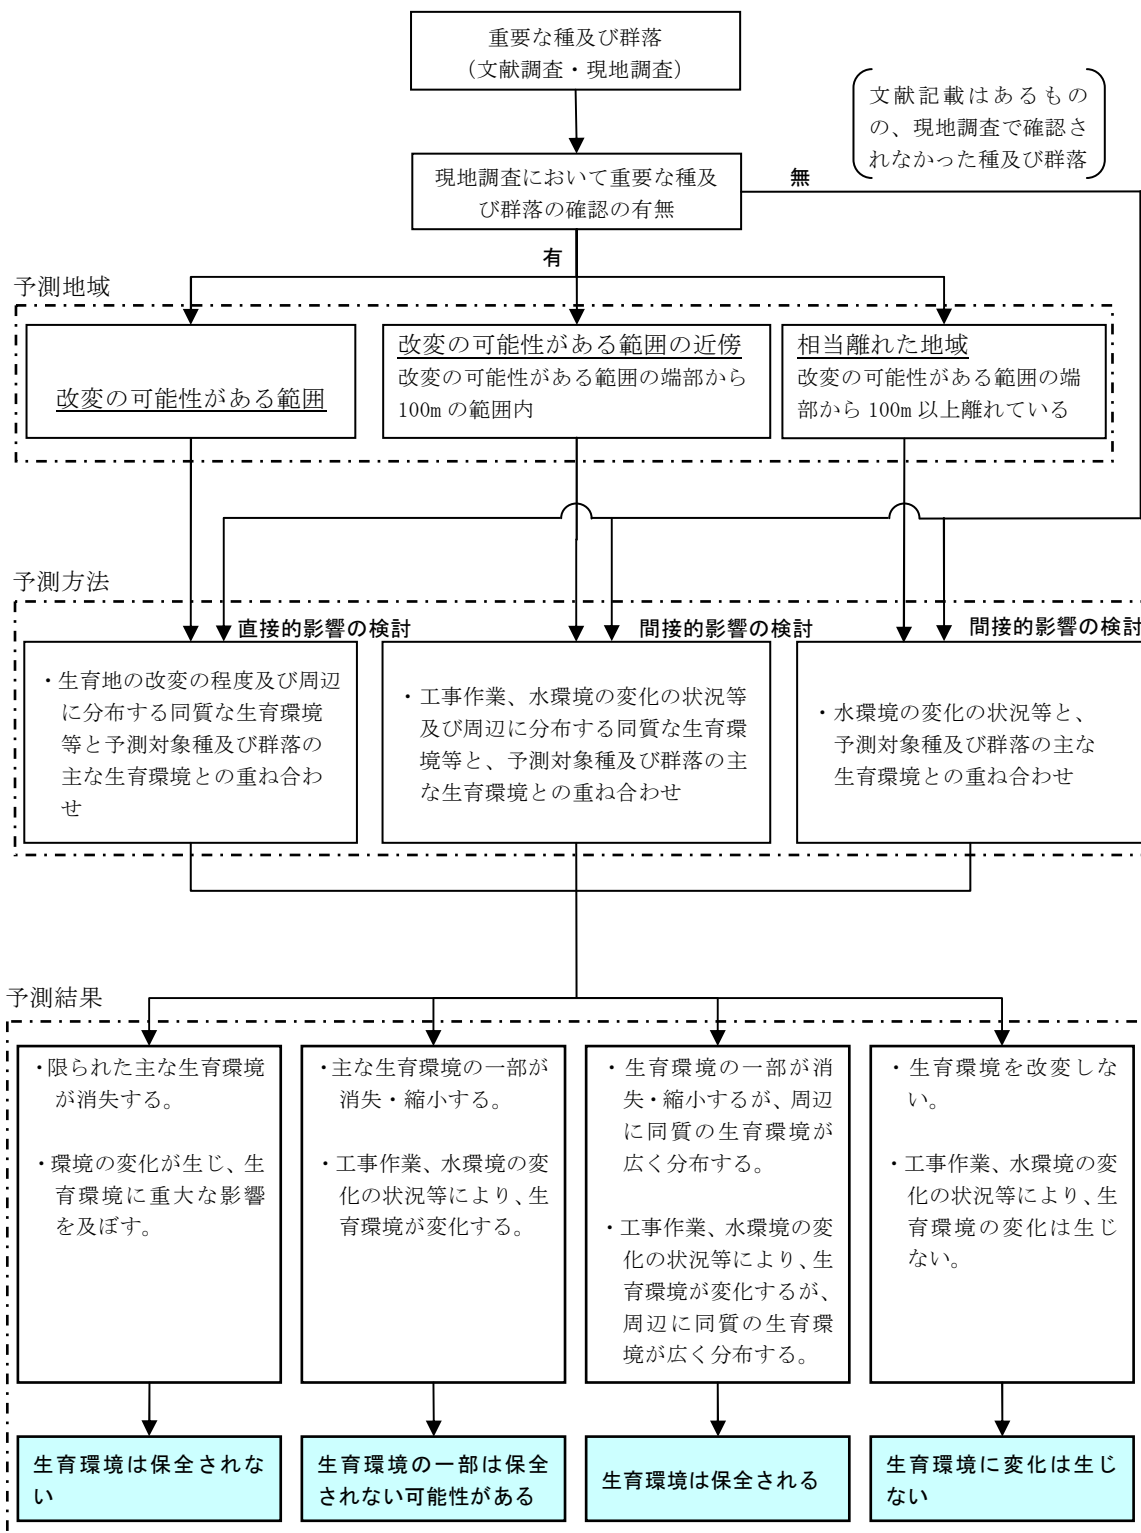 重要な種及び群落
（文献調査・現地調査）
文献記載はあるもの
の、現地調査で確認さ
れなかった種及び群落
現地調査において重要な種及
び群落の確認の有無
無
有
予測地域
改変の可能性がある範囲
改変の可能性がある範囲の近傍
改変の可能性がある範囲の端部から
100m の範囲内
相当離れた地域
改変の可能性がある範囲の端
部から 100m 以上離れている
予測方法
直接的影響の検討
間接的影響の検討
間接的影響の検討
・生育地の改変の程度及び周辺
に分布する同質な生育環境
等と予測対象種及び群落の
主な生育環境との重ね合わ
せ
・工事作業、水環境の変化の状況等
及び周辺に分布する同質な生育環
境等と、予測対象種及び群落の主
な生育環境との重ね合わせ
・水環境の変化の状況等と、
予測対象種及び群落の主な
生育環境との重ね合わせ
予測結果
・限られた主な生育環境
が消失する。
・環境の変化が生じ、生
育環境に重大な影響
を及ぼす。
・主な生育環境の一部が
消失・縮小する。
・工事作業、水環境の変
化の状況等により、生
育環境が変化する。
・生育環境の一部が消
失・縮小するが、周辺
に同質の生育環境が
広く分布する。
・工事作業、水環境の変
化の状況等により、生
育環境が変化するが、
周辺に同質の生育環
境が広く分布する。
・生育環境を改変しな
い。
・工事作業、水環境の変
化の状況等により、生
育環境の変化は生じ
ない。
生育環境は保全されな
い
生育環境の一部は保全
されない可能性がある
生育環境は保全される
生育環境に変化は生じ
ない